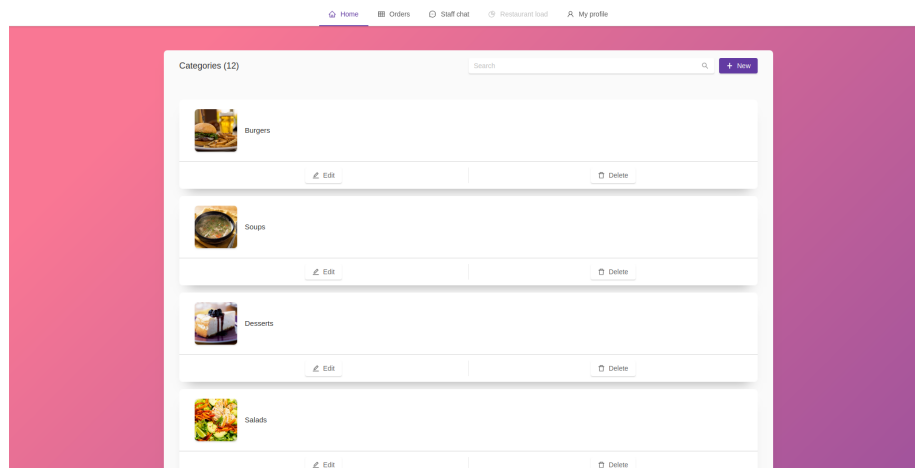 Home Orders Staff chat Restaurant load My profile
Categories (12)
Search
New
Burgers
Edit Delete
Soups
Edit Delete
Desserts
Edit Delete
Salads
Edit Delete